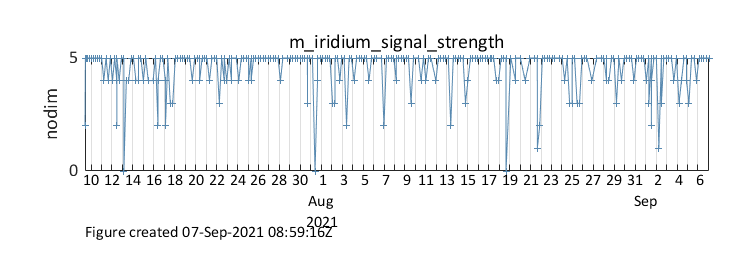 m_iridium_signal_strength
5
nodim
0
10 12 14 16 18 20 22 24 26 28 30 1 3 5 7 9 11 13 15 17 19 21 23 25 27 29 31 2 4 6
Aug Sep
2021
Figure created 07-Sep-2021 08:59:16Z